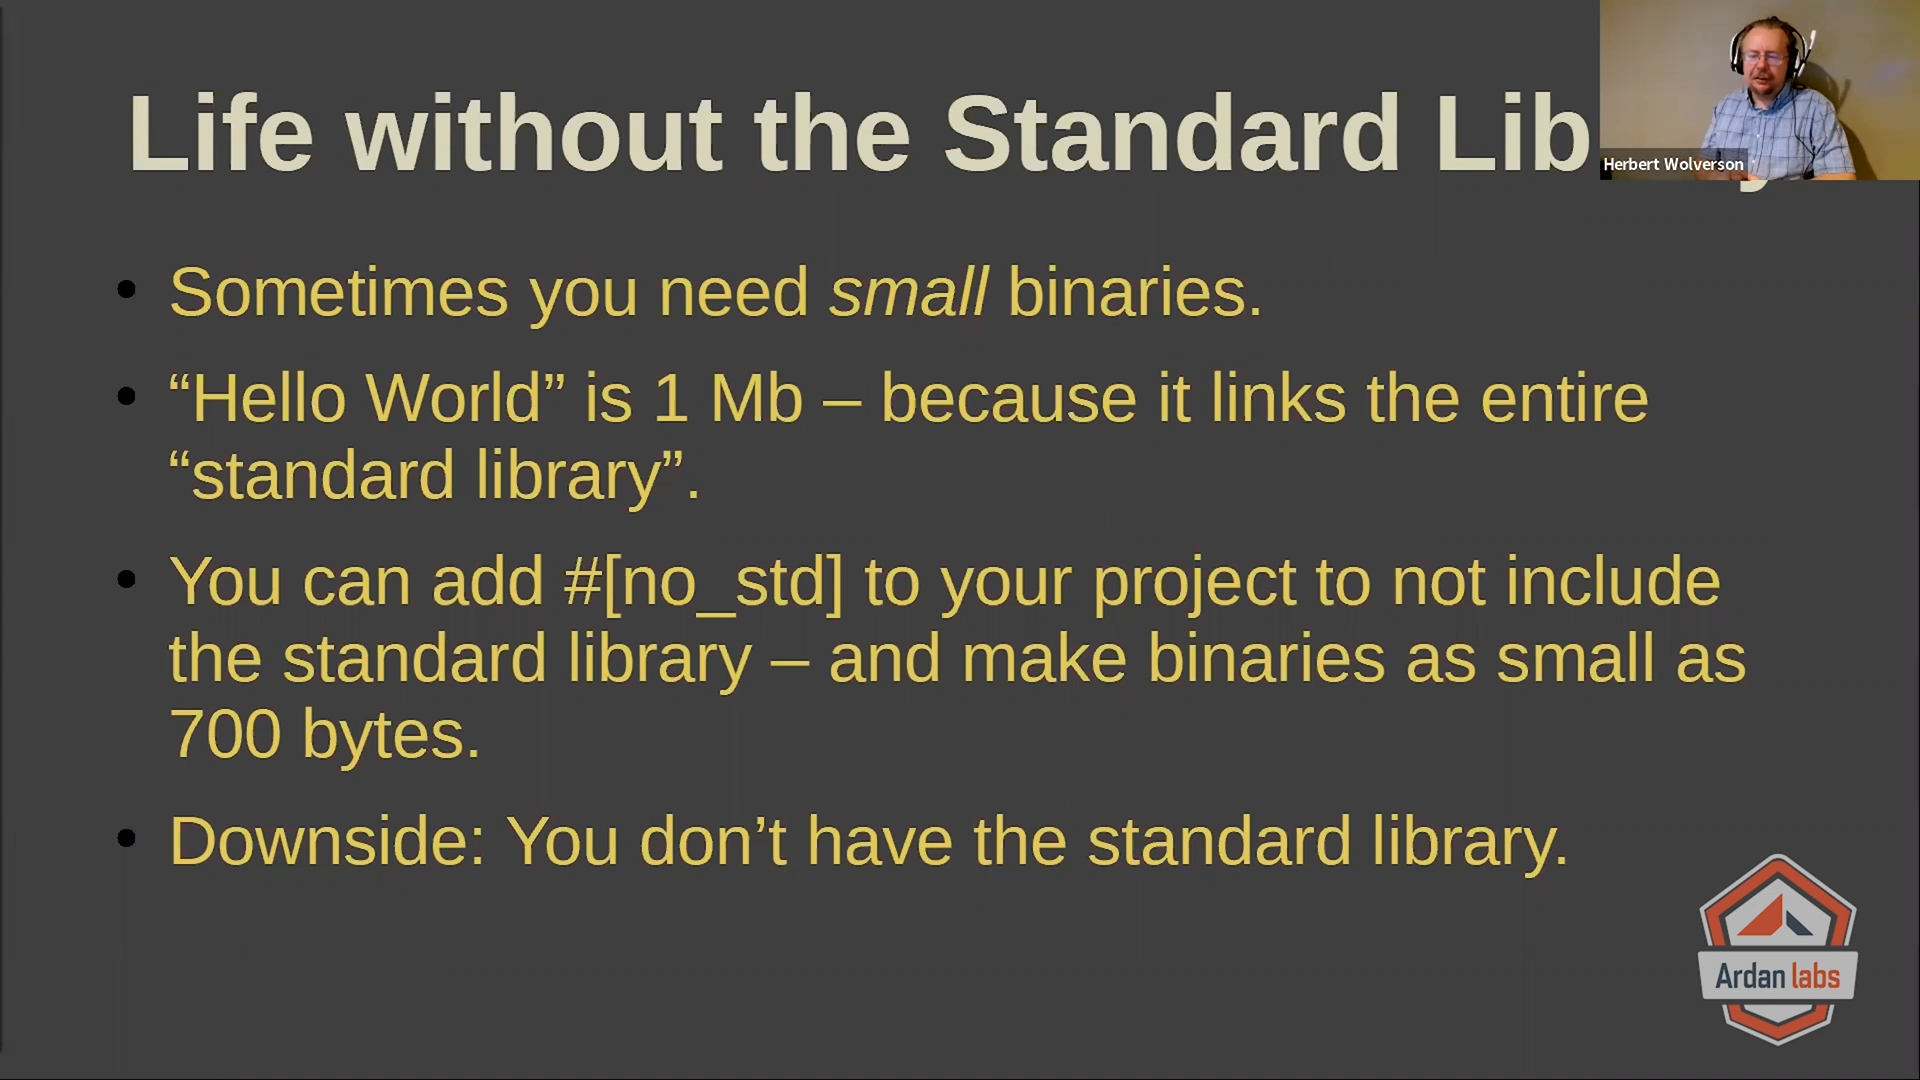 Life without the Standard Lib
Herbert Wolverson
• Sometimes you need small binaries.
• “Hello World” is 1 Mb – because it links the entire
“standard library”.
• You can add #[no_std] to your project to not include
the standard library – and make binaries as small as
700 bytes.
• Downside: You don’t have the standard library.
Ardan labs